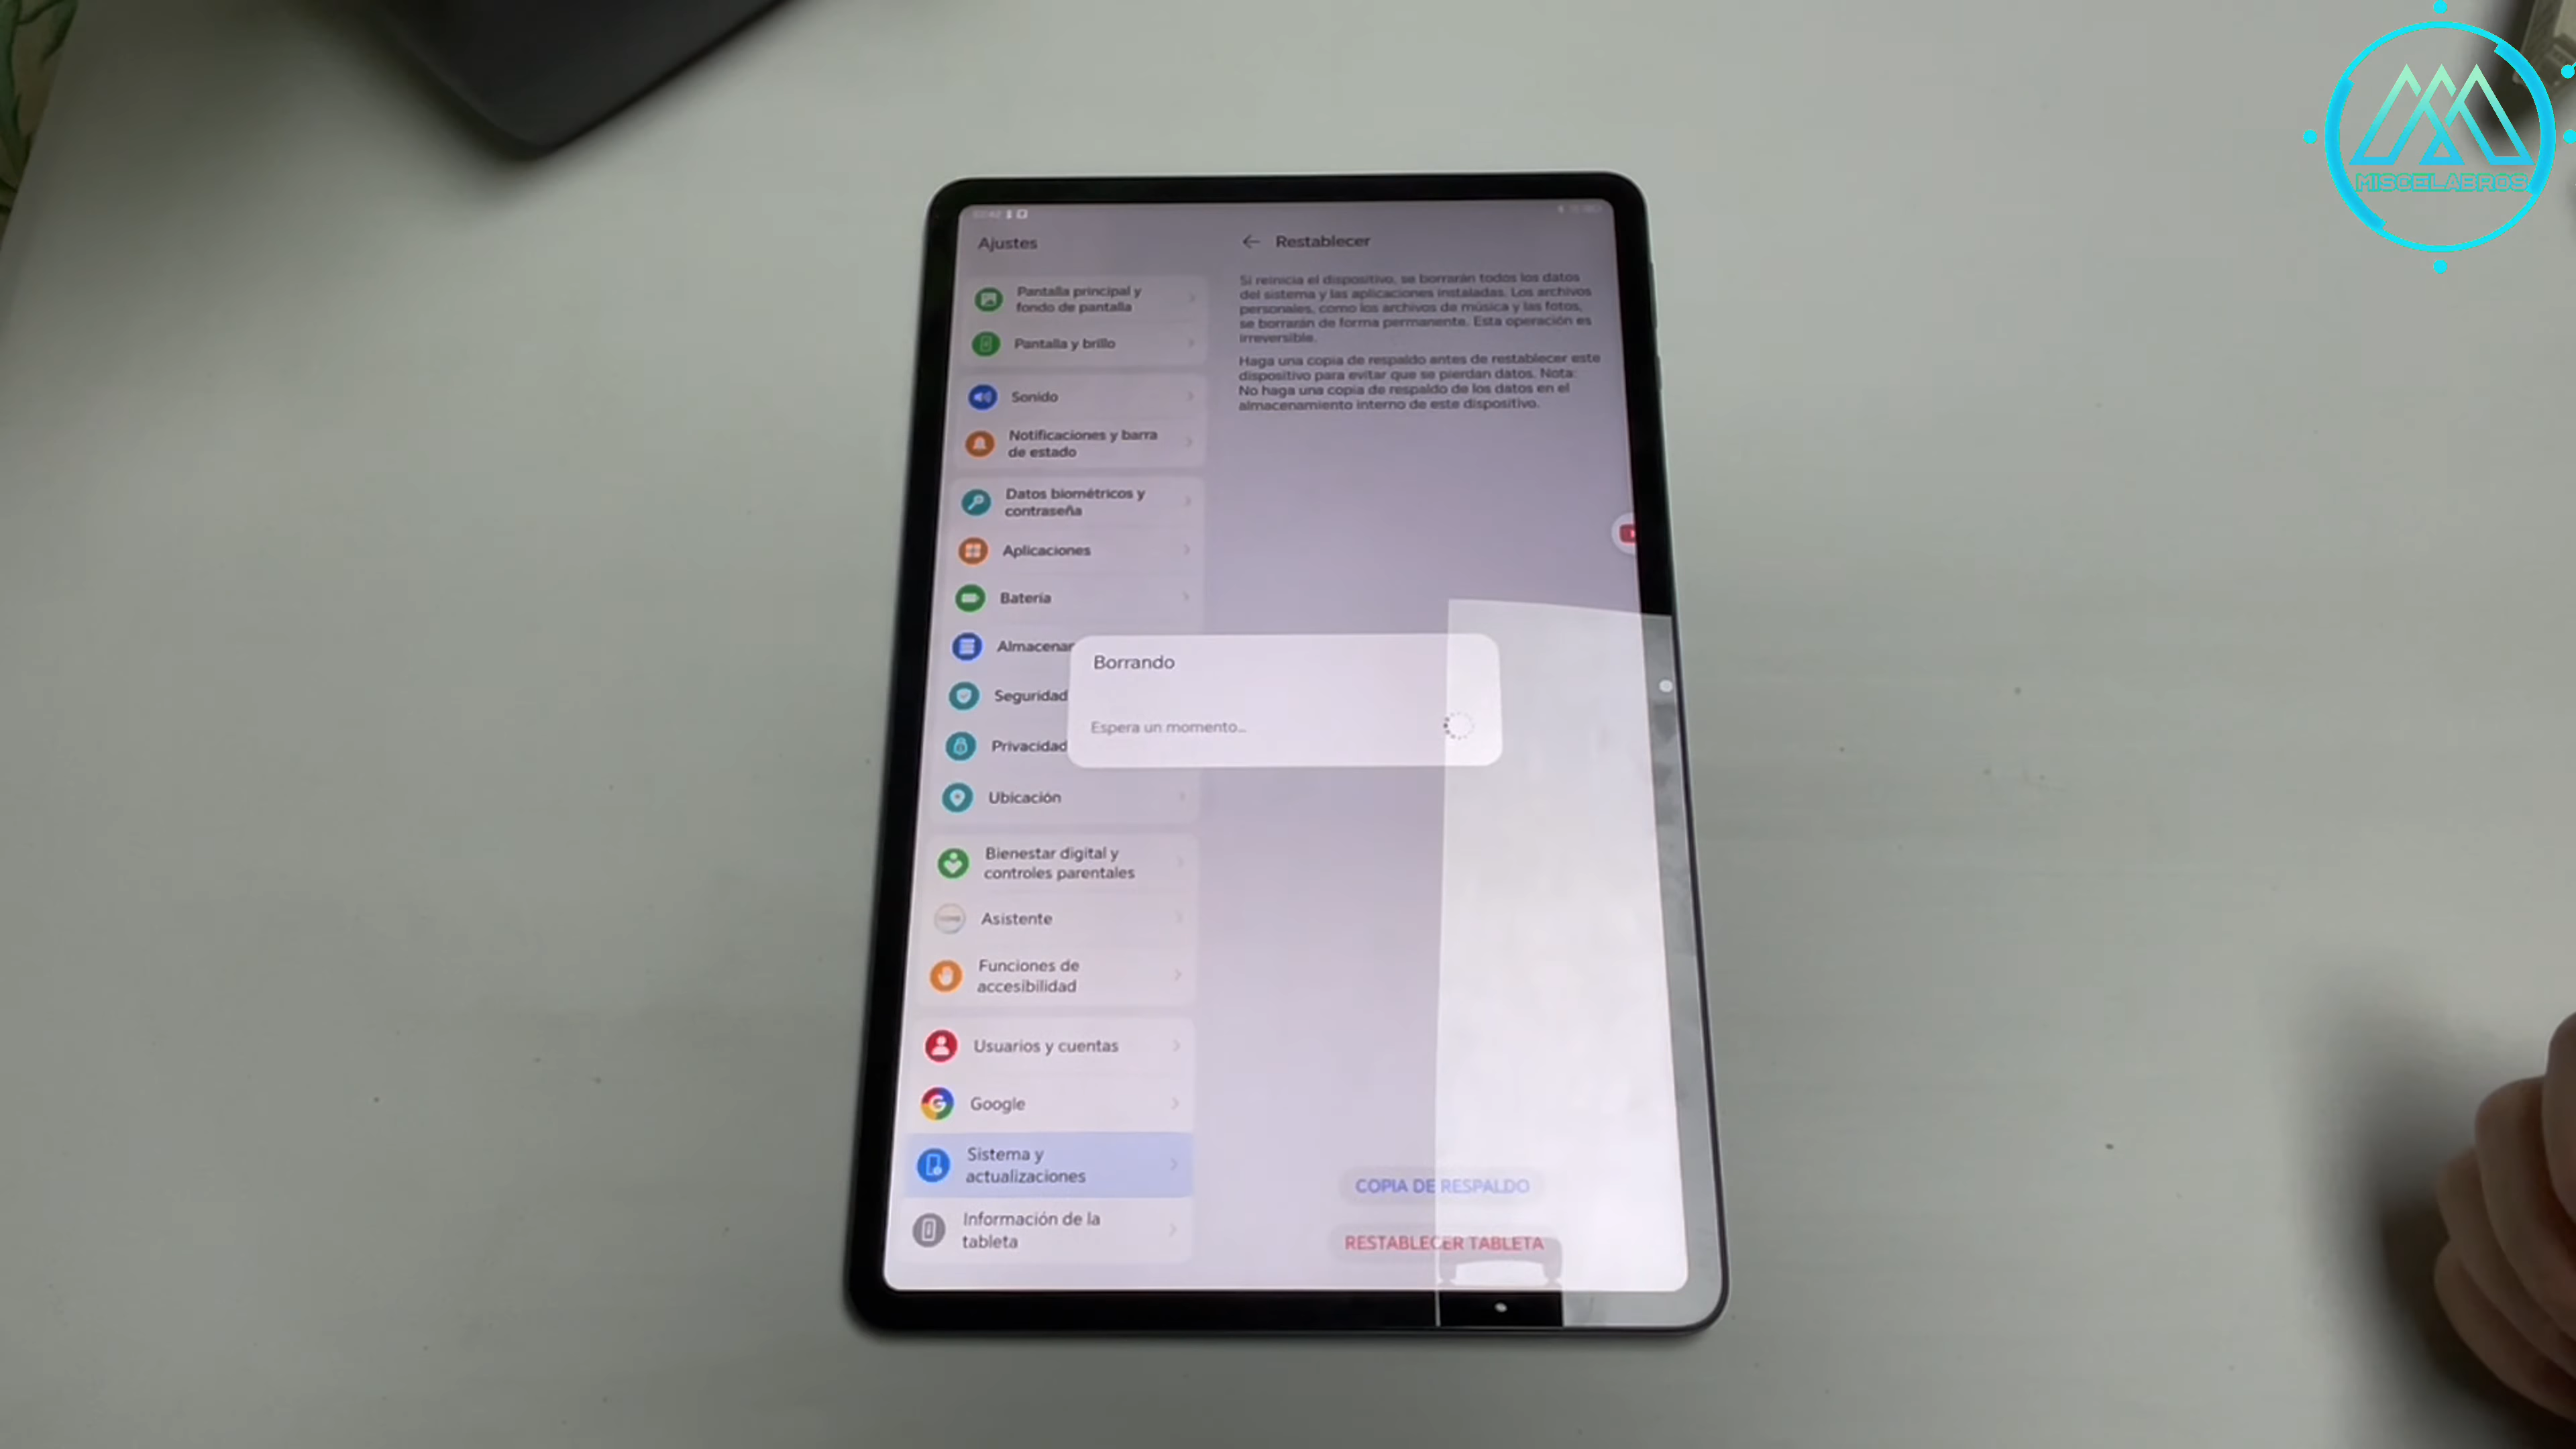 MISCELABROS
Ajustes
Pantalla principal y
fondo de pantalla
Pantalla y brillo
Sonido
Notificaciones y barra
de estado
Datos biométricos y
contraseña
Aplicaciones
Batería
Almacenar
Seguridad
Privacidad
Ubicación
Bienestar digital y
controles parentales
Asistente
Funciones de
accesibilidad
Usuarios y cuentas
Google
Sistema y
actualizaciones
Información de la
tableta
Restablecer
Si reinicia el dispositivo, se borrarán todos los datos
del sistema y las aplicaciones instaladas. Los archivos
personales, como los archivos de música y las fotos,
se borrarán de forma permanente. Esta operación es
irreversible.
Haga una copia de respaldo antes de restablecer este
dispositivo para evitar que se pierdan datos. Nota:
No haga una copia de respaldo de los datos en el
almacenamiento interno de este dispositivo.
Borrando
Espera un momento...
COPIA DE RESPALDO
RESTABLECER TABLETA